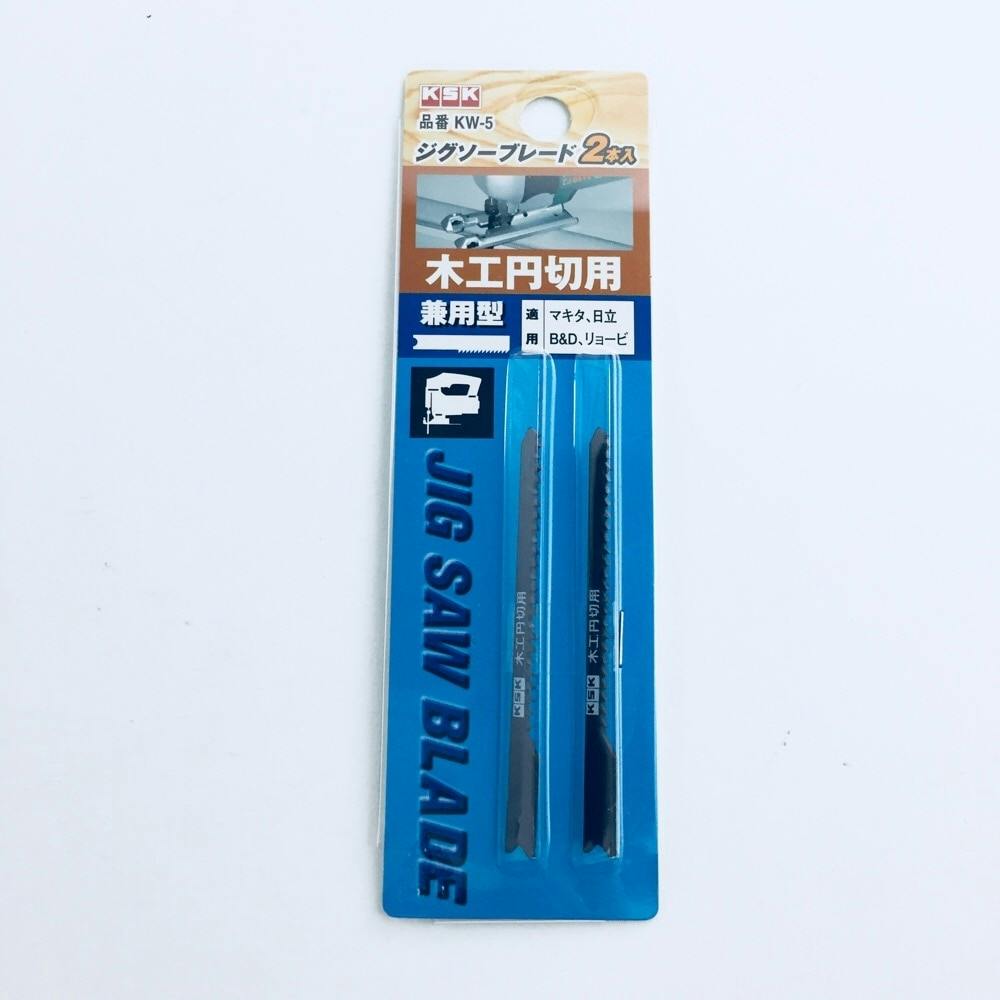 KSK
品番 KW-5
ジグソーブレード 2本入
木工円切用
兼用型
適用
マキタ、日立
B&D、リョービ
JIG SAW BLADE
KSK 木工円切用
KSK 木工円切用